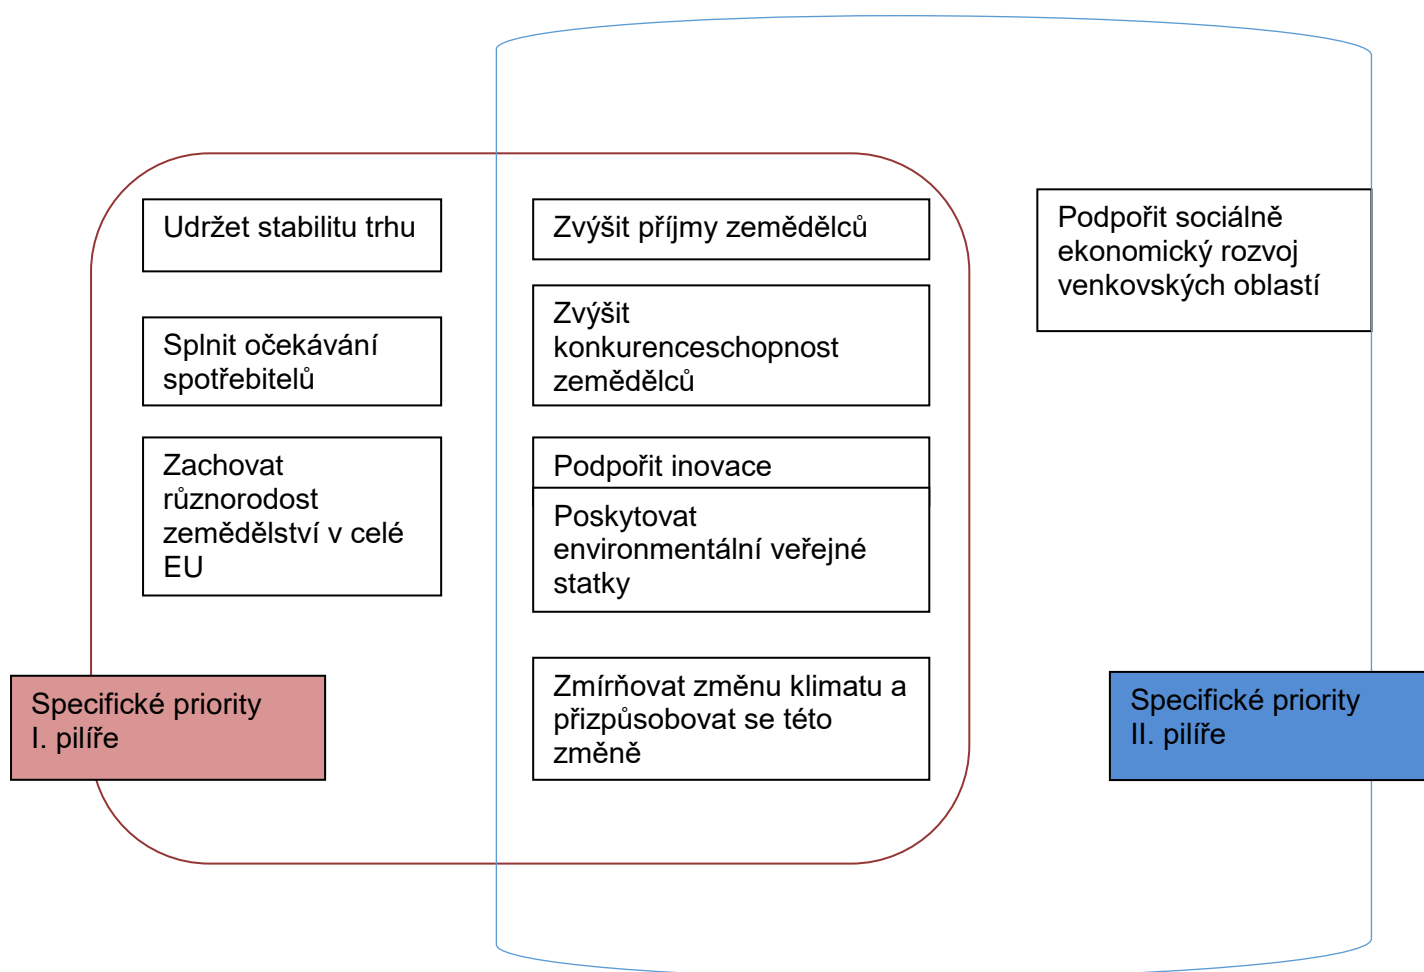 Udržet stabilitu trhu
Splnit očekávání
spotřebitelů
Zachovat
různorodost
zemědělství v celé
EU
Specifické priority
I. pilíře
Zvýšit příjmy zemědělců
Zvýšit
konkurenceschopnost
zemědělců
Podpořit inovace
Poskytovat
environmentální veřejné
statky
Zmírňovat změnu klimatu a
přizpůsobovat se této
změně
Podpořit sociálně
ekonomický rozvoj
venkovských oblastí
Specifické priority
II. pilíře